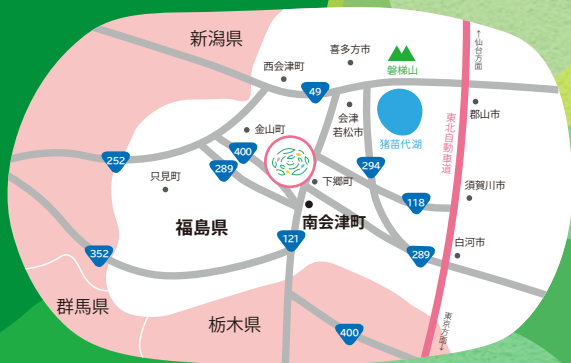 新潟県
喜多方市
西会津町
磐梯山
↑仙台方面
49
会津
若松市
猪苗代湖
郡山市
東北自動車道
金山町
400
252
289
294
只見町
下郷町
須賀川市
118
福島県
南会津町
白河市
121
289
352
群馬県
栃木県
400
東京方面↓